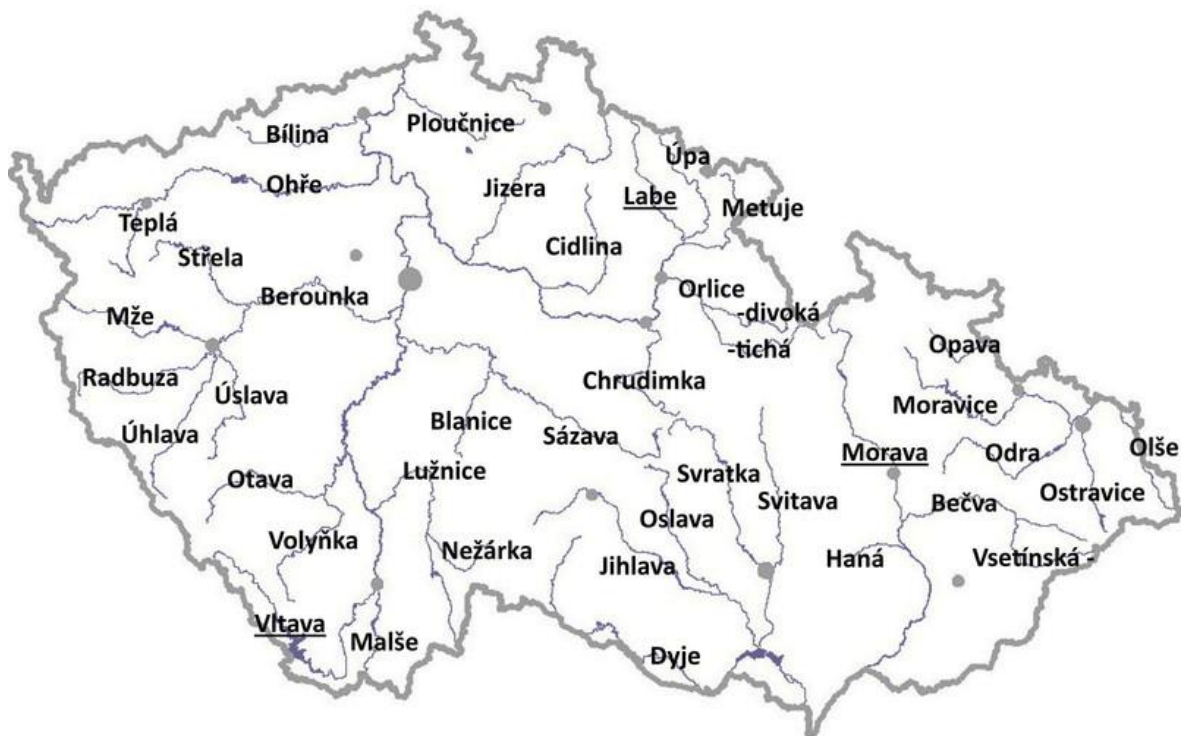 Bílina
Ploučnice
Úpa
Ohře
Jizera
Labe
Metuje
Teplá
Cidlina
Střela
Orlice
Berounka
-divoká
Mže
-tichá
Opava
Radbuza
Chrudimka
Úslava
Moravice
Blanice
Úhlava
Sázava
Morava
Odra
Olše
Lužnice
Svratka
Otava
Svitava
Ostravice
Bečva
Oslava
Volyňka
Nežárka
Jihlava
Haná
Vsetínská -
Vltava
Malše
Dyje